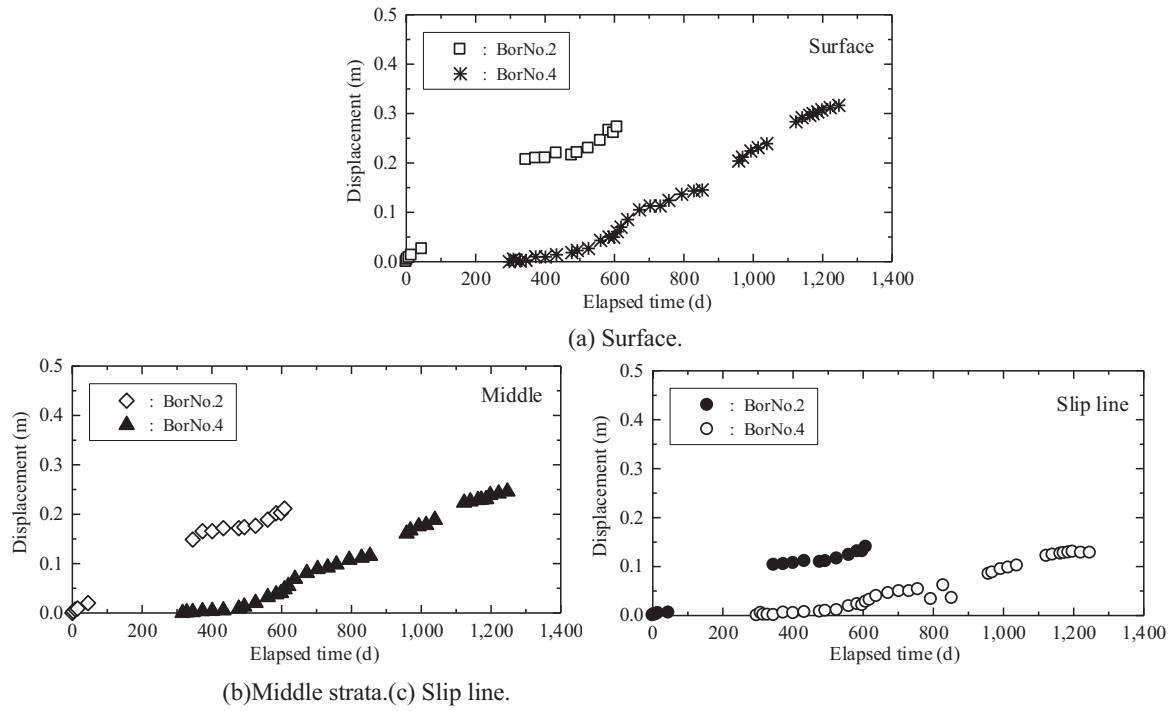 0.5
0.4
0.3
0.2
0.1
0.0
Displacement (m)
: BorNo.2
: BorNo.4
Surface
0 200 400 600 800 1,000 1,200 1,400
Elapsed time (d)
(a) Surface.
0.5
0.4
0.3
0.2
0.1
0.0
Displacement (m)
: BorNo.2
: BorNo.4
Middle
0 200 400 600 800 1,000 1,200 1,400
Elapsed time (d)
0.5
0.4
0.3
0.2
0.1
0.0
Displacement (m)
: BorNo.2
: BorNo.4
Slip line
0 200 400 600 800 1,000 1,200 1,400
Elapsed time (d)
(b)Middle strata.(c) Slip line.